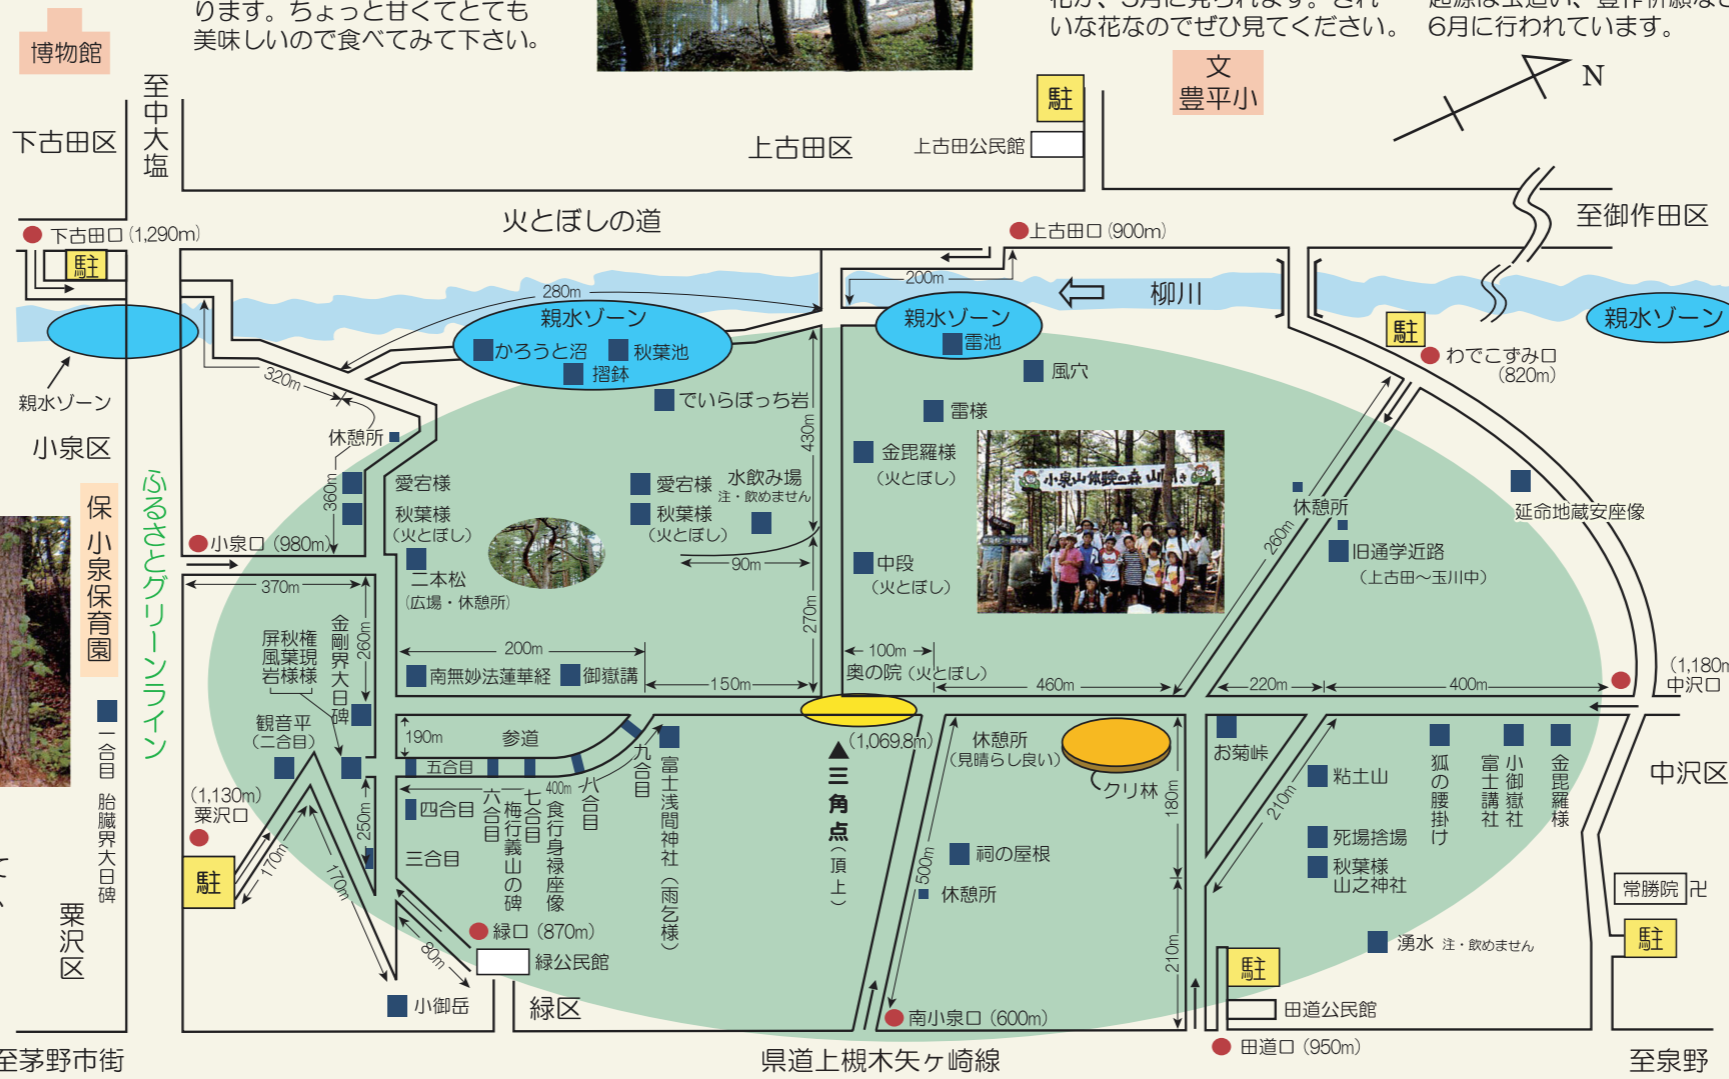 ります。ちょっと甘くてとても
美味しいので食べてみて下さい。
いな花なのでぜひ見てください。
6月に行われています。
博物館
至中大塩
駐
文
豊平小
N
下古田区
上古田区
上古田公民館
火とぼしの道
至御作田区
下古田口(1,290m)
駐
上古田口(900m)
200m
柳川
280m
親水ゾーン
かろうと沼
秋葉池
摺鉢
親水ゾーン
雷池
親水ゾーン
駐
わでこずみ口
(820m)
親水ゾーン
320m
風穴
でいらぼっち岩
雷様
小泉区
休憩所
430m
金毘羅様
(火とぼし)
小泉山体験の森 山開き
360m
愛宕様
秋葉様
(火とぼし)
愛宕様
秋葉様
(火とぼし)
水飲み場
注・飲めません
休憩所
260m
延命地蔵安座像
保 小泉保育園
ふるさとグリーンライン
小泉口(980m)
二本松
(広場・休憩所)
90m
中段
(火とぼし)
旧通学近路
(上古田〜玉川中)
370m
260m
270m
屏風岩
秋葉様
権現様
金剛界大日碑
200m
100m
南無妙法蓮華経
御嶽講
150m
奥の院(火とぼし)
460m
220m
400m
(1,180m)
中沢口
一合目 胎臓界大日碑
観音平
(二合目)
190m
参道
五合目
400m
九合目
富士浅間神社(雨乞様)
(1,069.8m)
▲三角点(頂上)
休憩所
(見晴らし良い)
クリ林
お菊峠
狐の腰掛け
富士講社
小御嶽社
金毘羅様
中沢区
(1,130m)
粟沢口
250m
四合目
六合目
梅行義山の碑
七合目
食行身禄座像
八合目
180m
210m
粘土山
三合目
500m
祠の屋根
死場捨場
秋葉様
山之神社
駐
170m
170m
休憩所
常勝院
卍
粟沢区
緑口(870m)
緑公民館
80m
210m
湧水 注・飲めません
駐
駐
小御岳
緑区
南小泉口(600m)
田道公民館
田道口(950m)
至茅野市街
県道上槻木矢ヶ崎線
至泉野